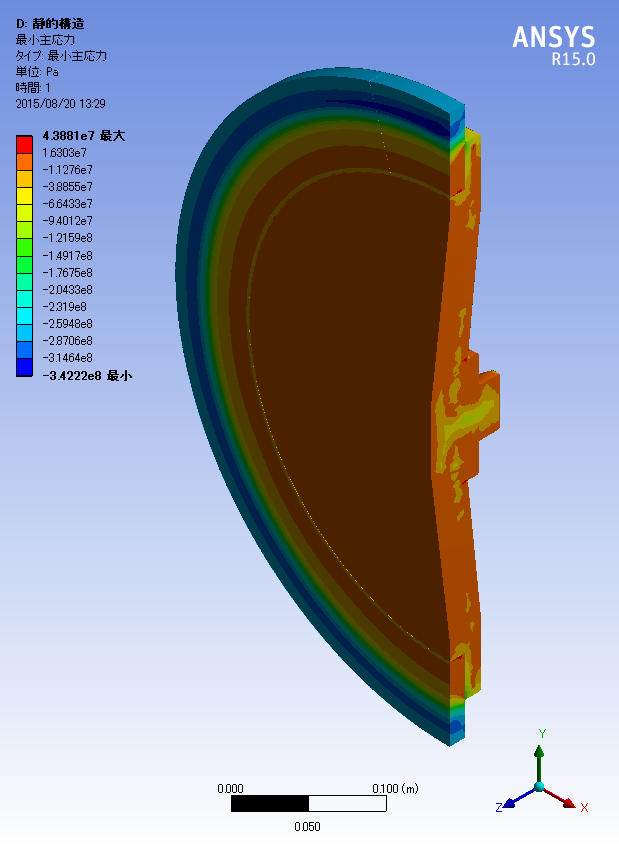 D: 静的構造
最小主応力
タイプ: 最小主応力
単位: Pa
時間: 1
2015/08/20 13:29
ANSYS
R15.0
4.3881e7 最大
1.6303e7
-1.1276e7
-3.8855e7
-6.6433e7
-9.4012e7
-1.2159e8
-1.4917e8
-1.7675e8
-2.0433e8
-2.319e8
-2.5948e8
-2.8706e8
-3.1464e8
-3.4222e8 最小
0.000
0.100 (m)
0.050
Y
Z
X